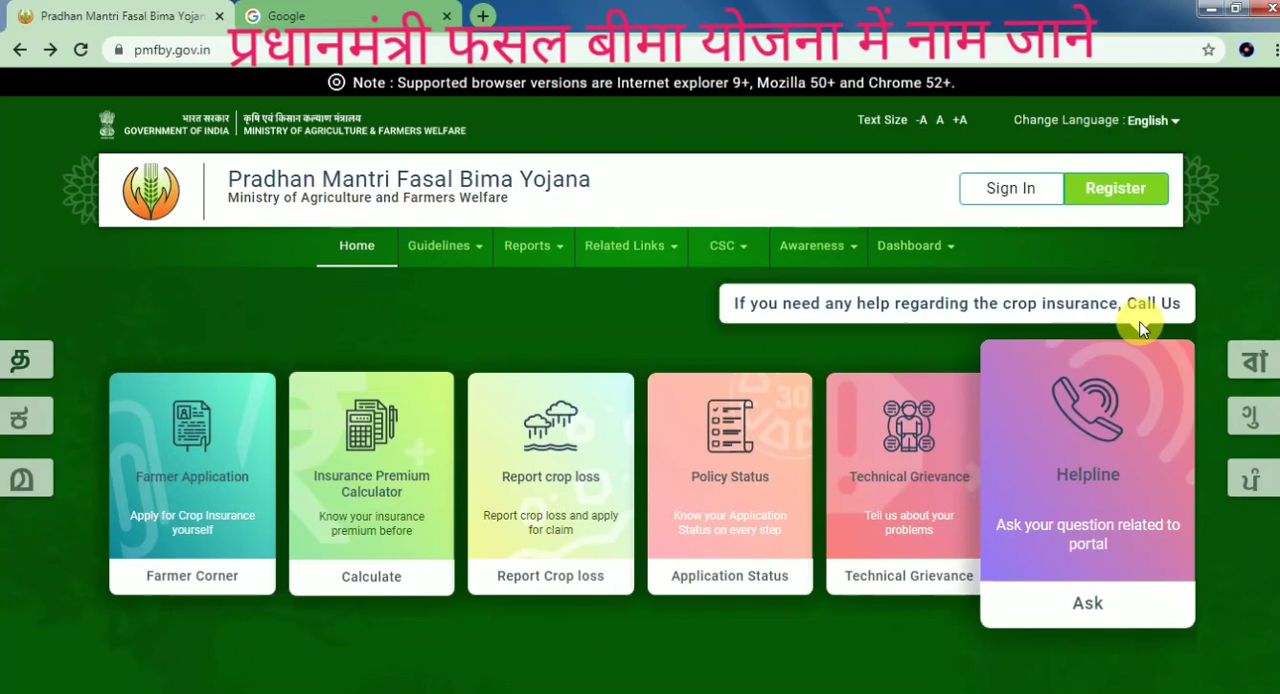 Pradhan Mantri Fasal Bima Yojan
Google
pmfby.gov.in
प्रधानमंत्री फसल बीमा योजना में नाम जाने
Note : Supported browser versions are Internet explorer 9+, Mozilla 50+ and Chrome 52+.
भारत सरकार
GOVERNMENT OF INDIA
कृषि एवं किसान कल्याण मंत्रालय
MINISTRY OF AGRICULTURE & FARMERS WELFARE
Text Size -A A +A
Change Language : English
Pradhan Mantri Fasal Bima Yojana
Ministry of Agriculture and Farmers Welfare
Sign In
Register
Home Guidelines Reports Related Links CSC Awareness Dashboard
If you need any help regarding the crop insurance, Call Us
த
ಕ
മ
বা
ગુ
ਪੰ
Farmer Application
Apply for Crop Insurance
yourself
Farmer Corner
Insurance Premium
Calculator
Know your insurance
premium before
Calculate
Report crop loss
Report crop loss and apply
for claim
Report Crop loss
30
Policy Status
Know your Application
Status on every step
Application Status
Technical Grievance
Tell us about your
problems
Technical Grievance
Helpline
Ask your question related to
portal
Ask